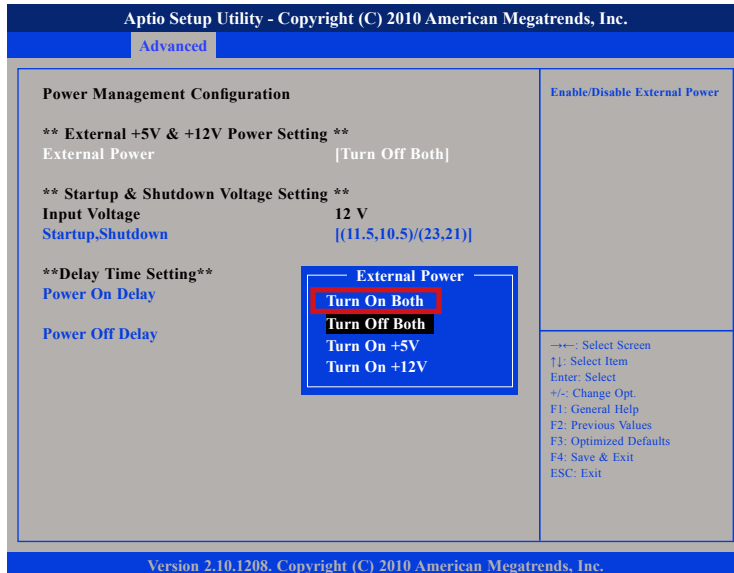 Aptio Setup Utility - Copyright (C) 2010 American Megatrends, Inc.
Advanced
Power Management Configuration
** External +5V & +12V Power Setting **
External Power [Turn Off Both]
** Startup & Shutdown Voltage Setting **
Input Voltage 12 V
Startup,Shutdown [(11.5,10.5)/(23,21)]
**Delay Time Setting**
Power On Delay
Power Off Delay
External Power
Turn On Both
Turn Off Both
Turn On +5V
Turn On +12V
Enable/Disable External Power
→←: Select Screen
↑↓: Select Item
Enter: Select
+/-: Change Opt.
F1: General Help
F2: Previous Values
F3: Optimized Defaults
F4: Save & Exit
ESC: Exit
Version 2.10.1208. Copyright (C) 2010 American Megatrends, Inc.